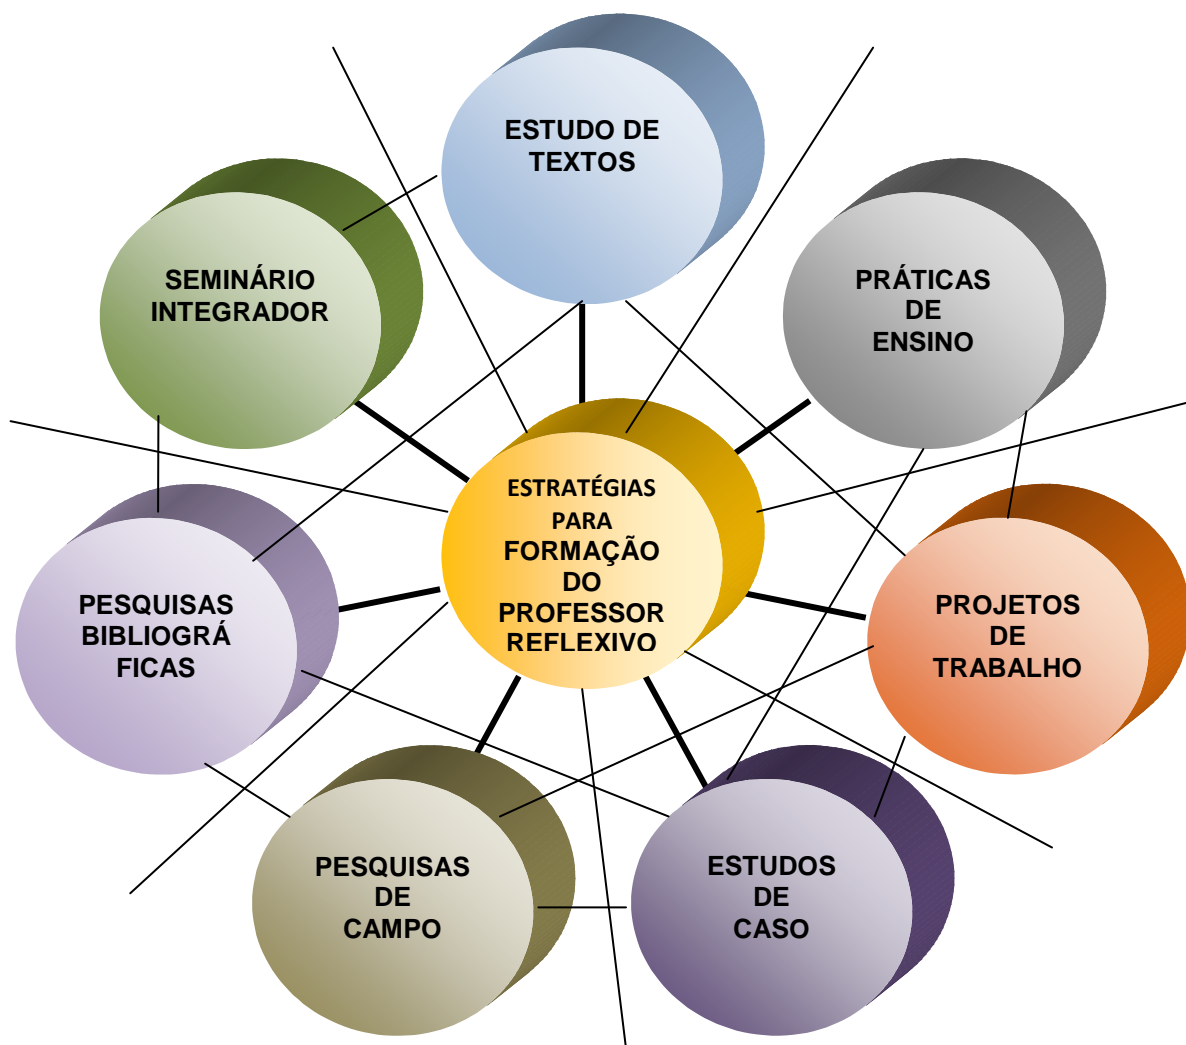 ESTUDO DE
TEXTOS
SEMINÁRIO
INTEGRADOR
PRÁTICAS
DE
ENSINO
ESTRATÉGIAS
PARA
FORMAÇÃO
DO
PROFESSOR
REFLEXIVO
PESQUISAS
BIBLIOGRÁ
FICAS
PROJETOS
DE
TRABALHO
PESQUISAS
DE
CAMPO
ESTUDOS
DE
CASO